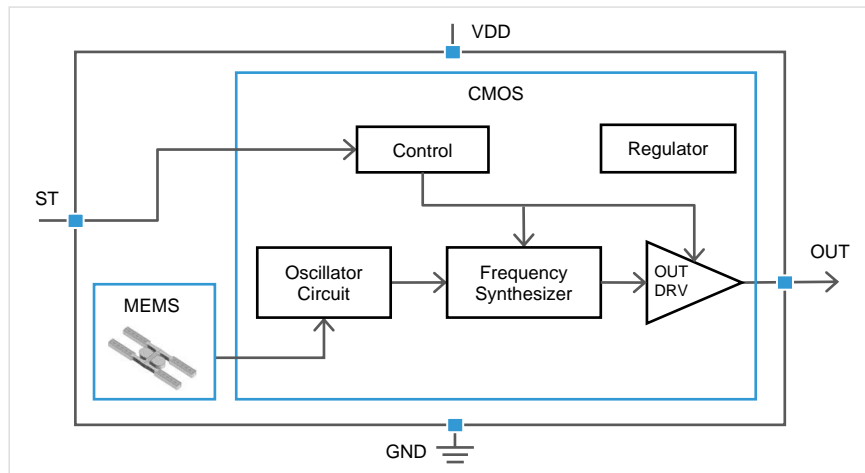 VDD
CMOS
Control
Regulator
ST
Oscillator
Circuit
Frequency
Synthesizer
OUT
DRV
OUT
MEMS
GND